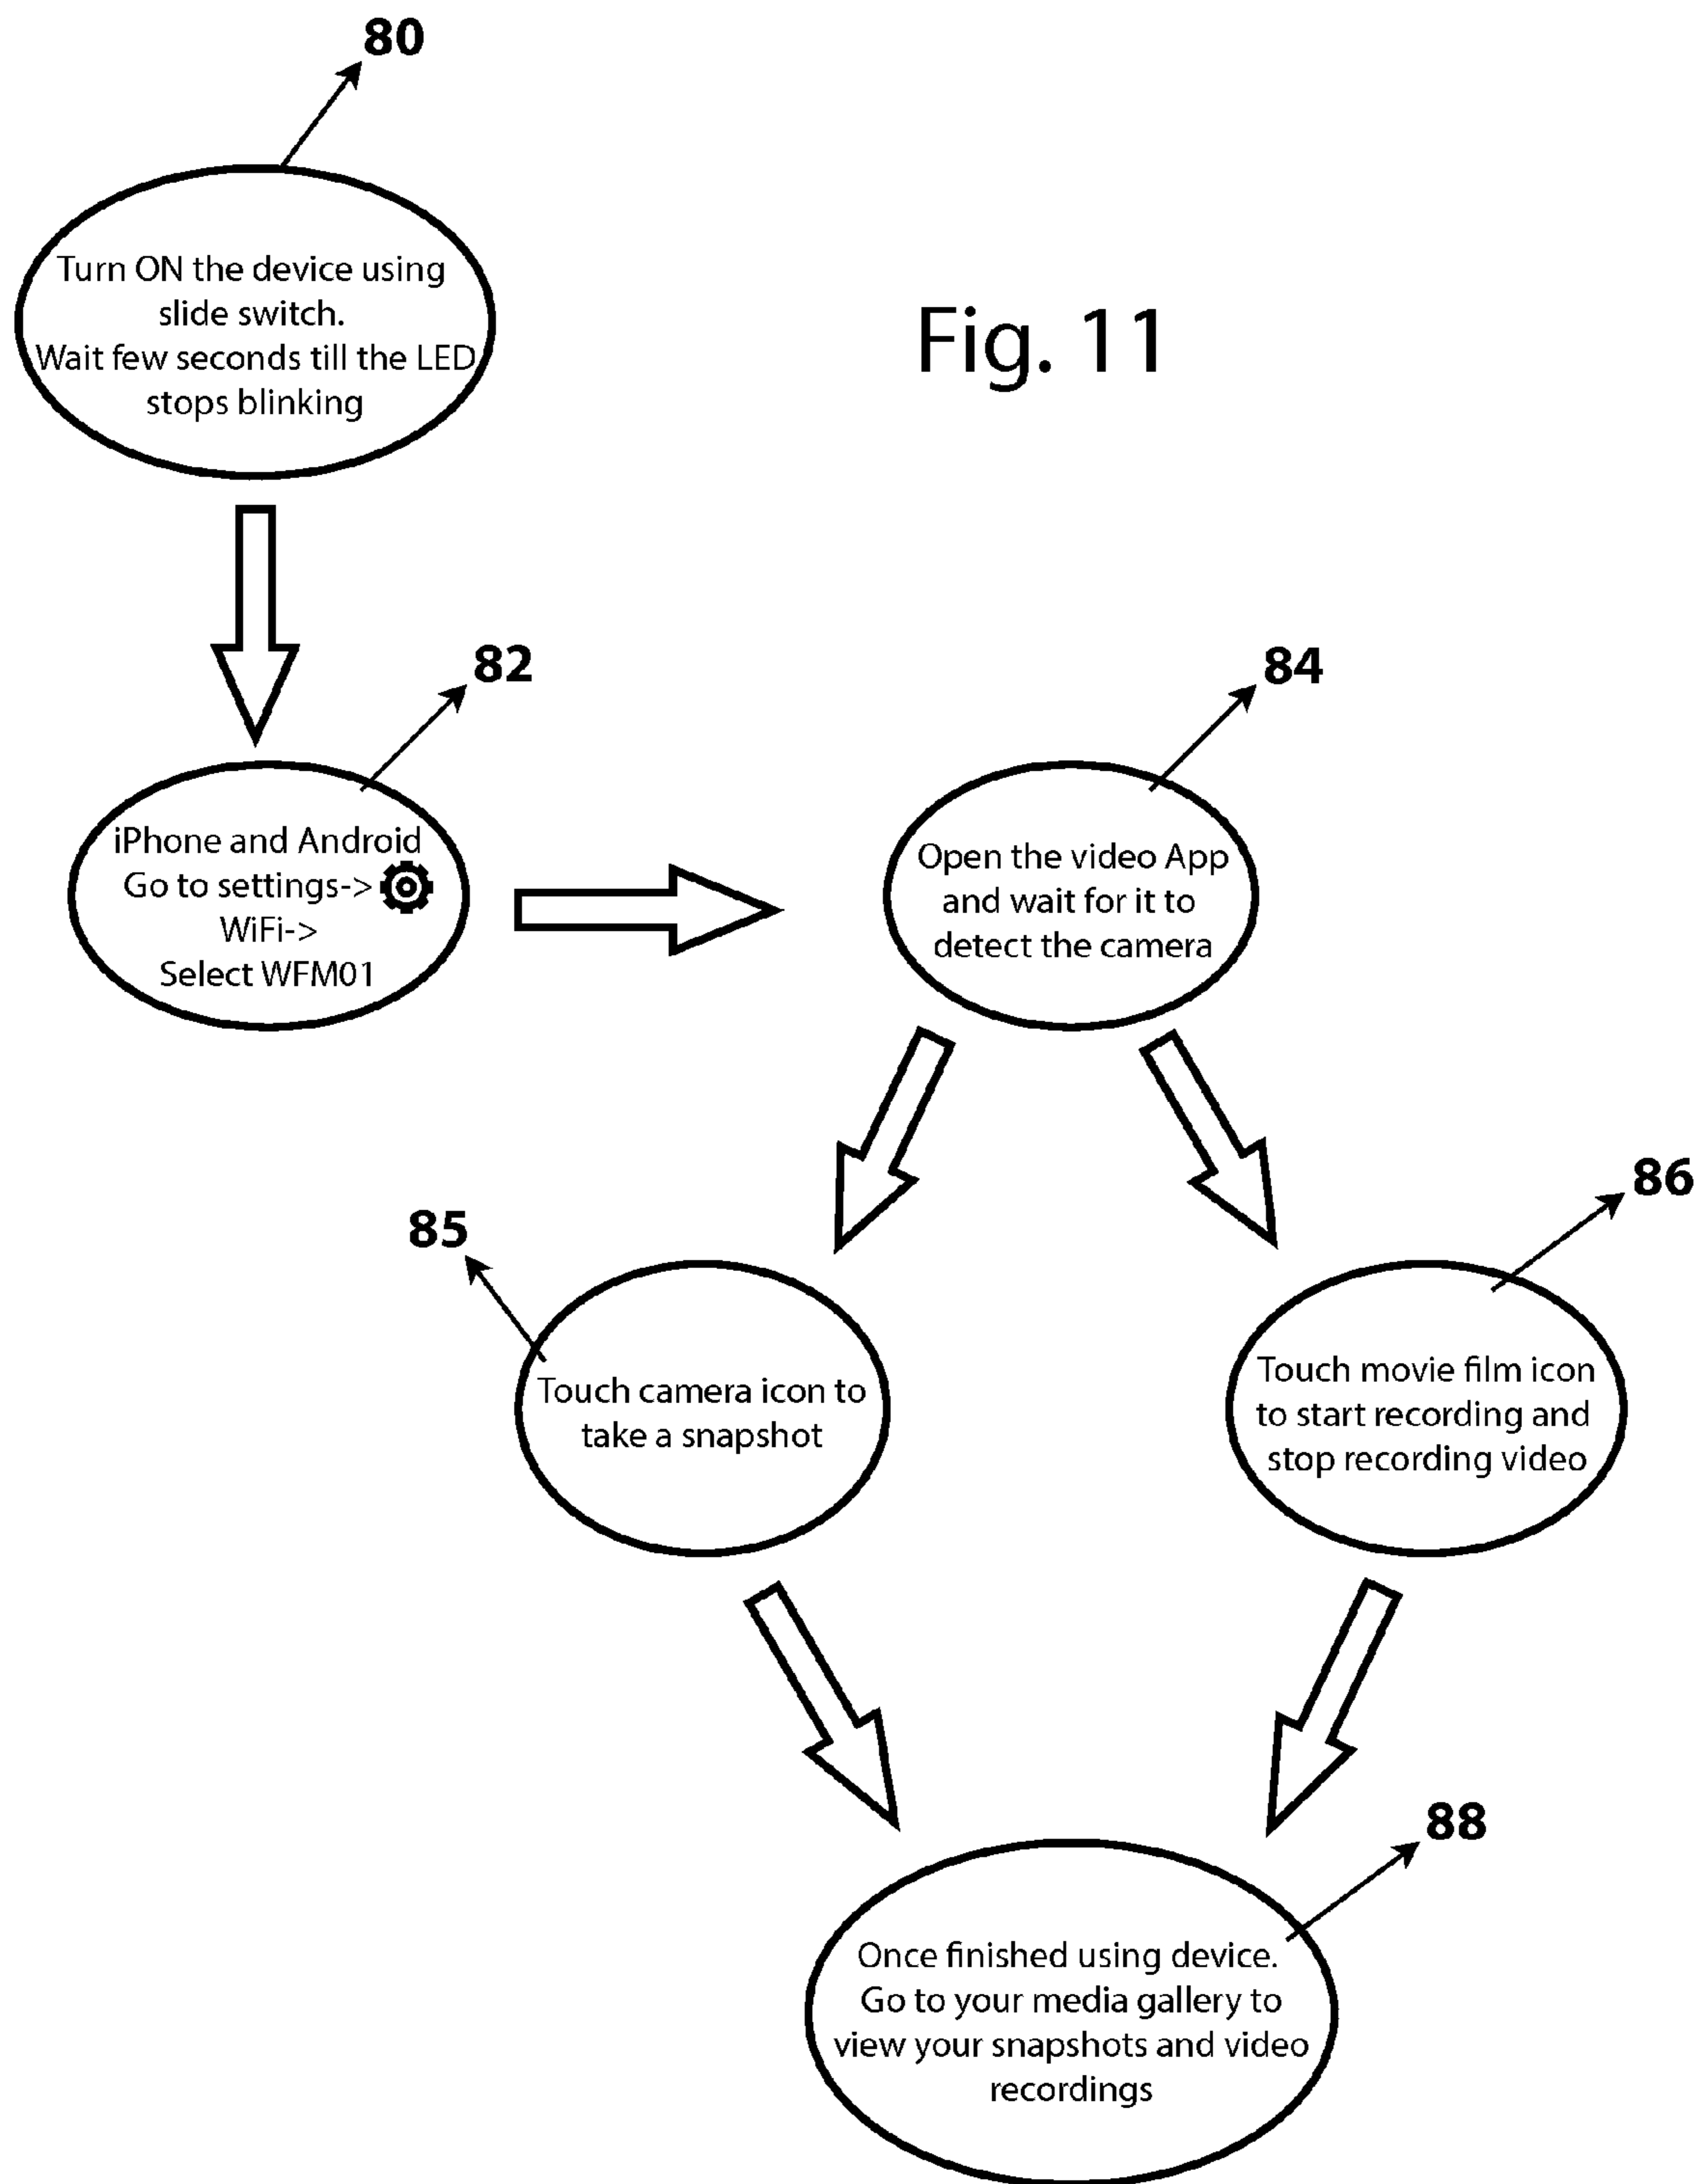 80
Turn ON the device using
slide switch.
Wait few seconds till the LED
stops blinking
Fig. 11
82
iPhone and Android
Go to settings->
WiFi->
Select WFM01
84
Open the video App
and wait for it to
detect the camera
85
Touch camera icon to
take a snapshot
86
Touch movie film icon
to start recording and
stop recording video
88
Once finished using device.
Go to your media gallery to
view your snapshots and video
recordings